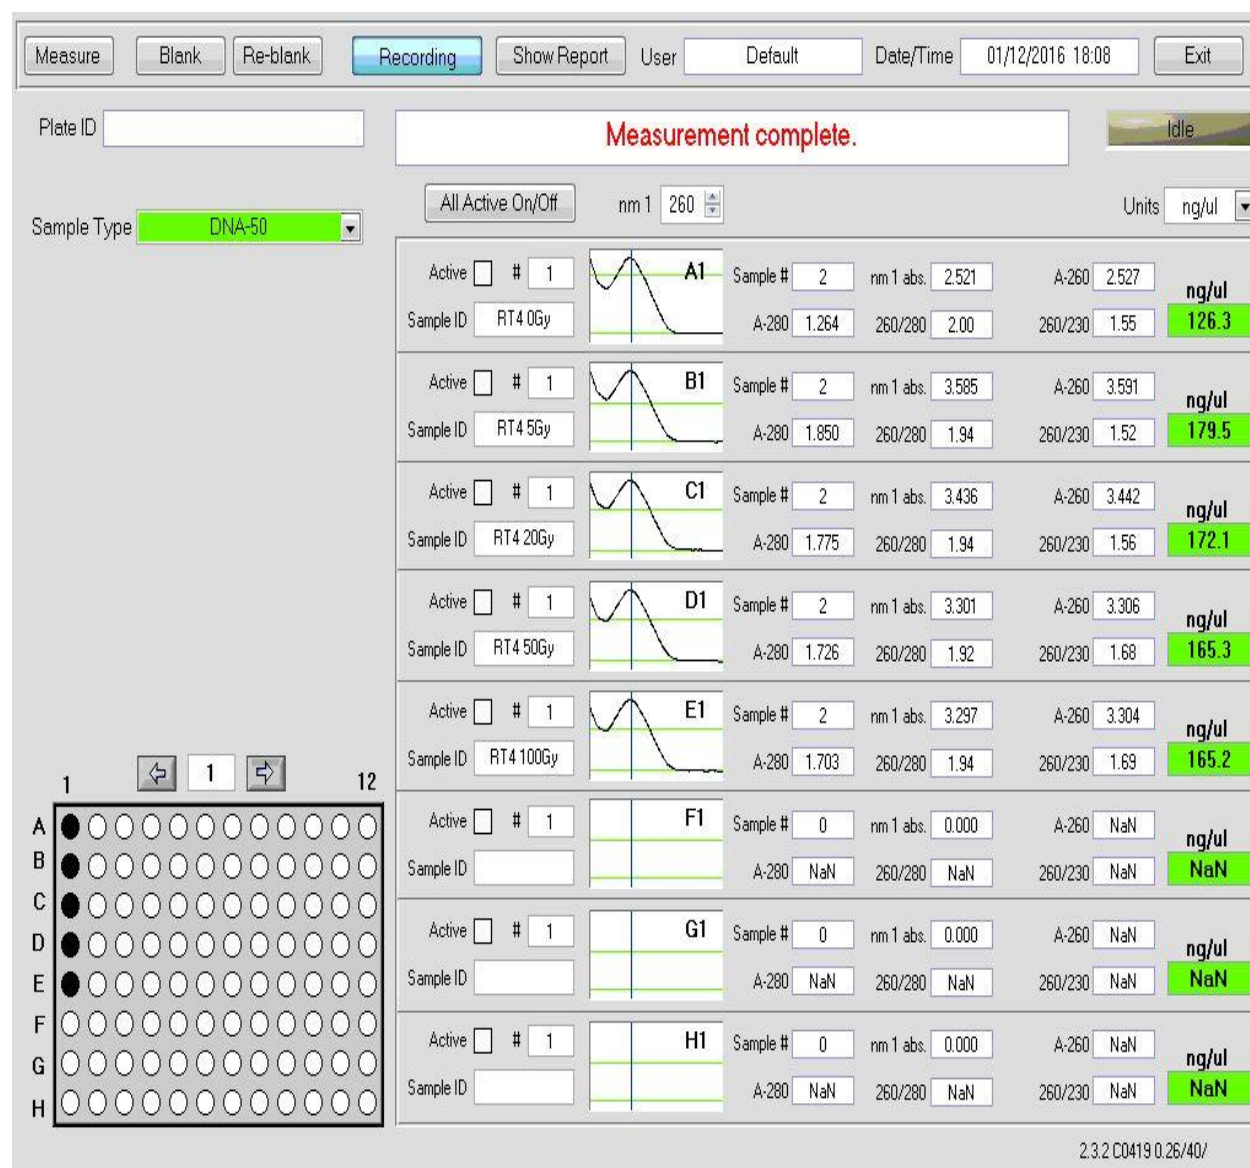 Measure Blank Re-blank Recording Show Report User Default Date/Time 01/12/2016 18:08 Exit
Plate ID Measurement complete. Idle
All Active On/Off nm 1 260 Units ng/ul
Sample Type DNA-50
Active # 1 A1 Sample # 2 nm 1 abs. 2.521 A-260 2.527 ng/ul
Sample ID RT4 0Gy A-280 1.264 260/280 2.00 260/230 1.55 126.3
Active # 1 B1 Sample # 2 nm 1 abs. 3.585 A-260 3.591 ng/ul
Sample ID RT4 5Gy A-280 1.850 260/280 1.94 260/230 1.52 179.5
Active # 1 C1 Sample # 2 nm 1 abs. 3.436 A-260 3.442 ng/ul
Sample ID RT4 20Gy A-280 1.775 260/280 1.94 260/230 1.56 172.1
Active # 1 D1 Sample # 2 nm 1 abs. 3.301 A-260 3.306 ng/ul
Sample ID RT4 50Gy A-280 1.726 260/280 1.92 260/230 1.68 165.3
Active # 1 E1 Sample # 2 nm 1 abs. 3.297 A-260 3.304 ng/ul
Sample ID RT4 100Gy A-280 1.703 260/280 1.94 260/230 1.69 165.2
Active # 1 F1 Sample # 0 nm 1 abs. 0.000 A-260 NaN ng/ul
Sample ID A-280 NaN 260/280 NaN 260/230 NaN NaN
Active # 1 G1 Sample # 0 nm 1 abs. 0.000 A-260 NaN ng/ul
Sample ID A-280 NaN 260/280 NaN 260/230 NaN NaN
Active # 1 H1 Sample # 0 nm 1 abs. 0.000 A-260 NaN ng/ul
Sample ID A-280 NaN 260/280 NaN 260/230 NaN NaN
1 1 12
A
B
C
D
E
F
G
H
2.3.2 C0419 0.26/40/